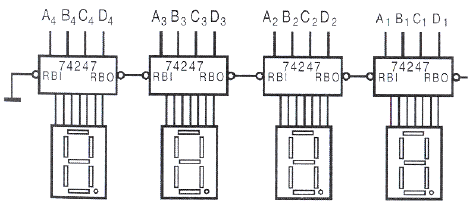 A₄ B₄ C₄ D₄ A₃ B₃ C₃ D₃ A₂ B₂ C₂ D₂ A₁ B₁ C₁ D₁
74247 74247 74247 74247
RBI RBO RBI RBO RBI RBO RBI RBO